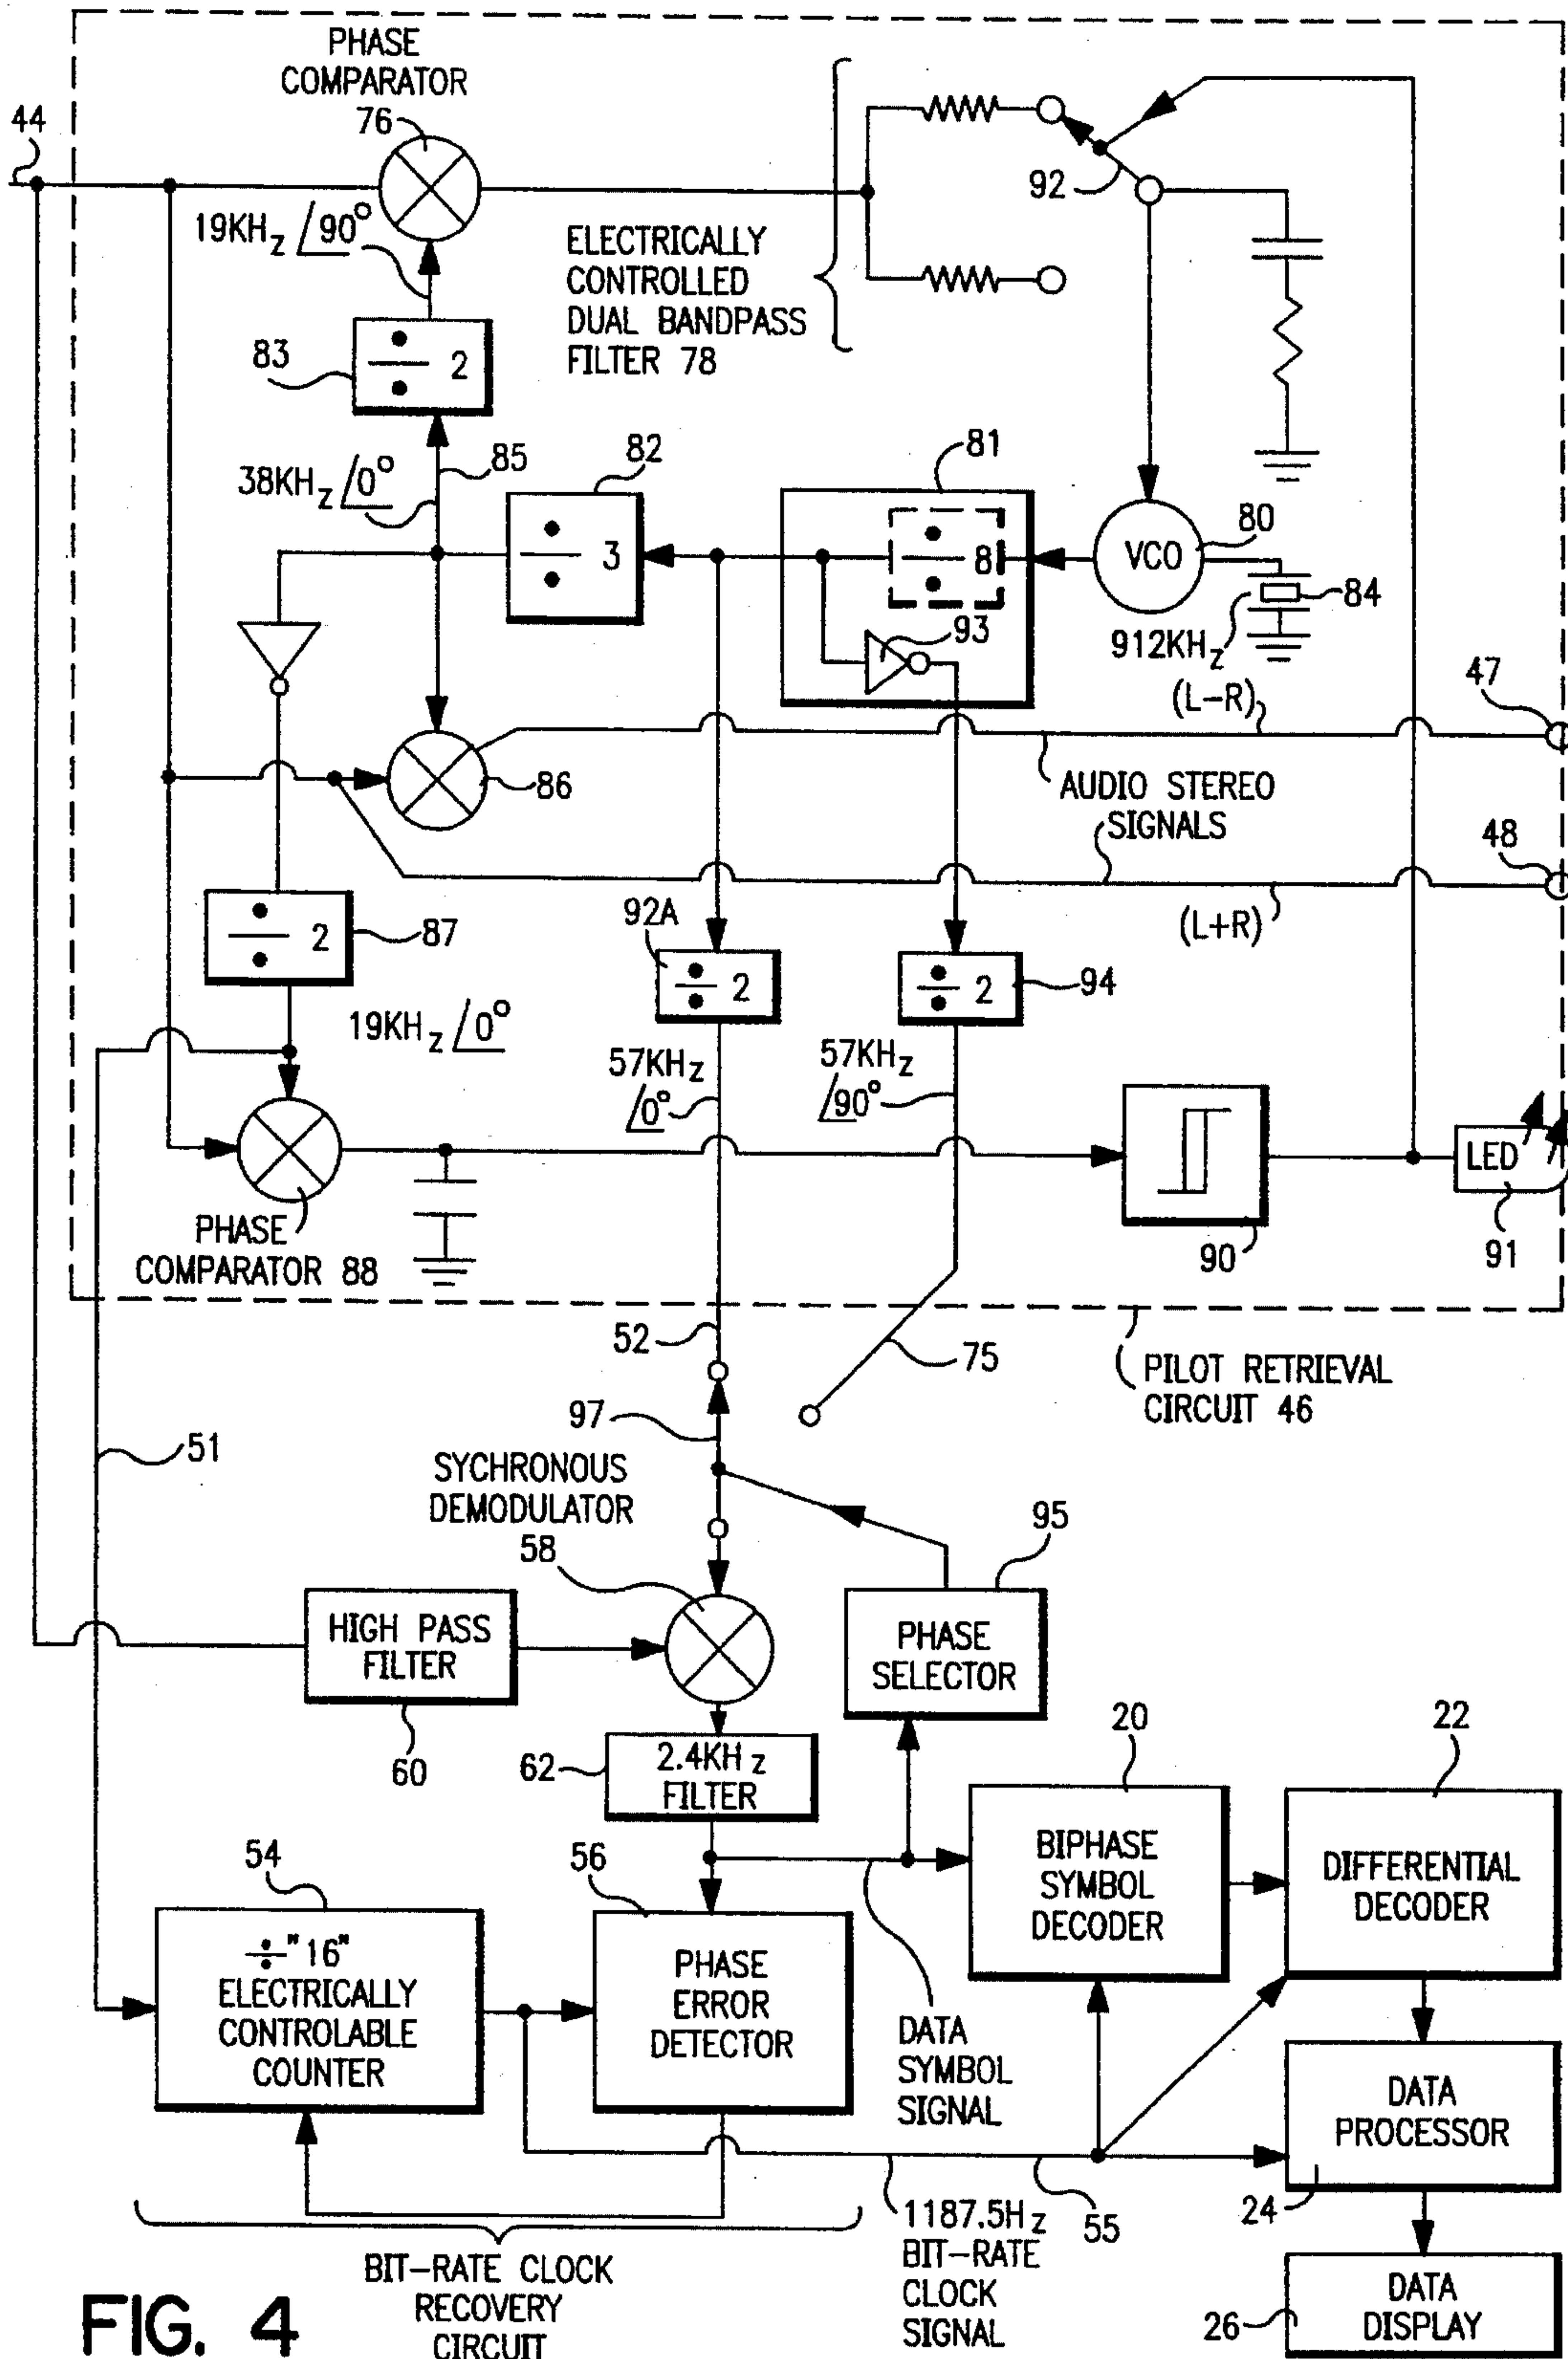 PHASE
COMPARATOR
76
44
19KHz /90°
ELECTRICALLY
CONTROLLED
DUAL BANDPASS
FILTER 78
92
83
÷ 2
38KHz /0°
85
82
÷ 3
81
÷ 8
93
VCO
80
84
912KHz
(L-R)
47
86
AUDIO STEREO
SIGNALS
48
(L+R)
÷ 2
87
92A
÷ 2
÷ 2
94
19KHz /0°
57KHz
/0°
57KHz
/90°
LED
91
90
PHASE
COMPARATOR 88
52
75
PILOT RETRIEVAL
CIRCUIT 46
97
51
SYCHRONOUS
DEMODULATOR
58
95
HIGH PASS
FILTER
60
PHASE
SELECTOR
62
2.4KHz
FILTER
20
22
54
56
BIPHASE
SYMBOL
DECODER
DIFFERENTIAL
DECODER
÷"16"
ELECTRICALLY
CONTROLABLE
COUNTER
PHASE
ERROR
DETECTOR
DATA
SYMBOL
SIGNAL
DATA
PROCESSOR
24
1187.5Hz
BIT-RATE
CLOCK
SIGNAL
55
BIT-RATE CLOCK
RECOVERY
CIRCUIT
DATA
DISPLAY
26
FIG. 4